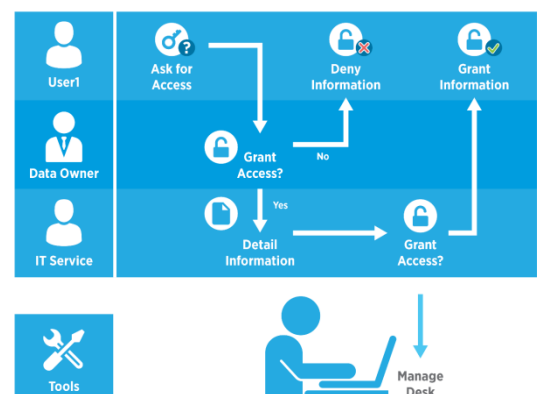 User1
Ask for
Access
Deny
Information
Grant
Information
Data Owner
Grant
Access?
No
Yes
IT Service
Detail
Information
Grant
Access?
Tools
Manage
Desk